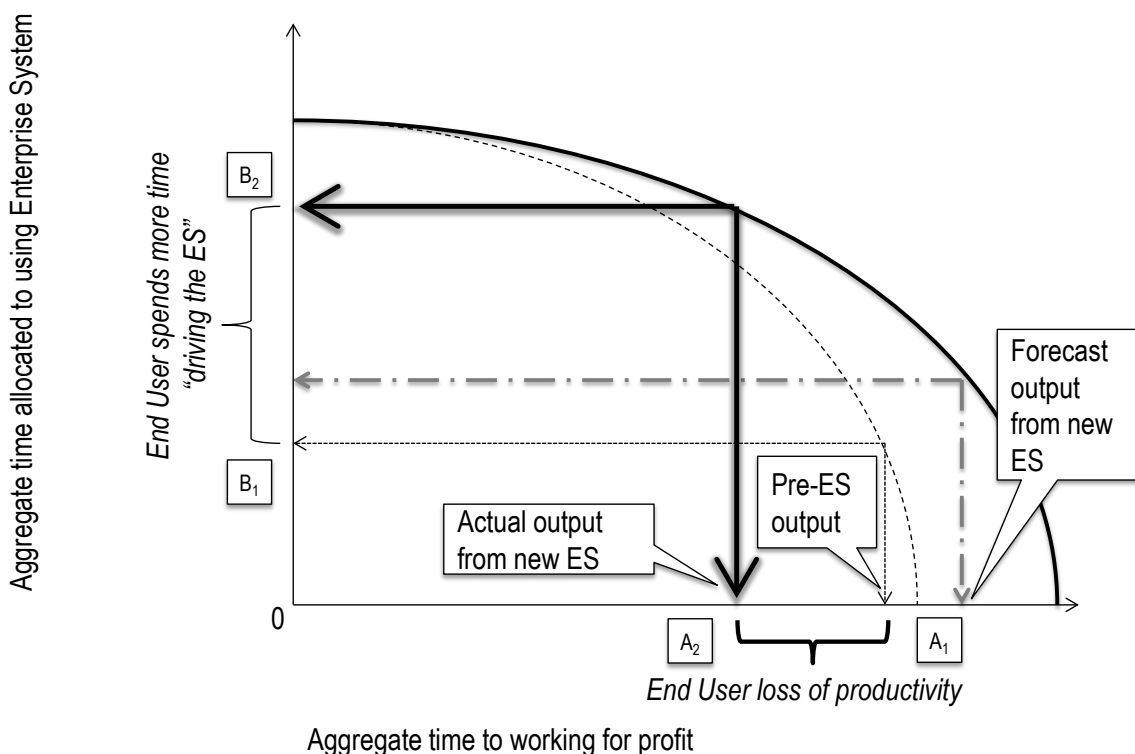 Aggregate time allocated to using Enterprise System
End User spends more time
“driving the ES”
B₂
B₁
Forecast
output
from new
ES
Pre-ES
output
Actual output
from new ES
0
A₂
A₁
End User loss of productivity
Aggregate time to working for profit